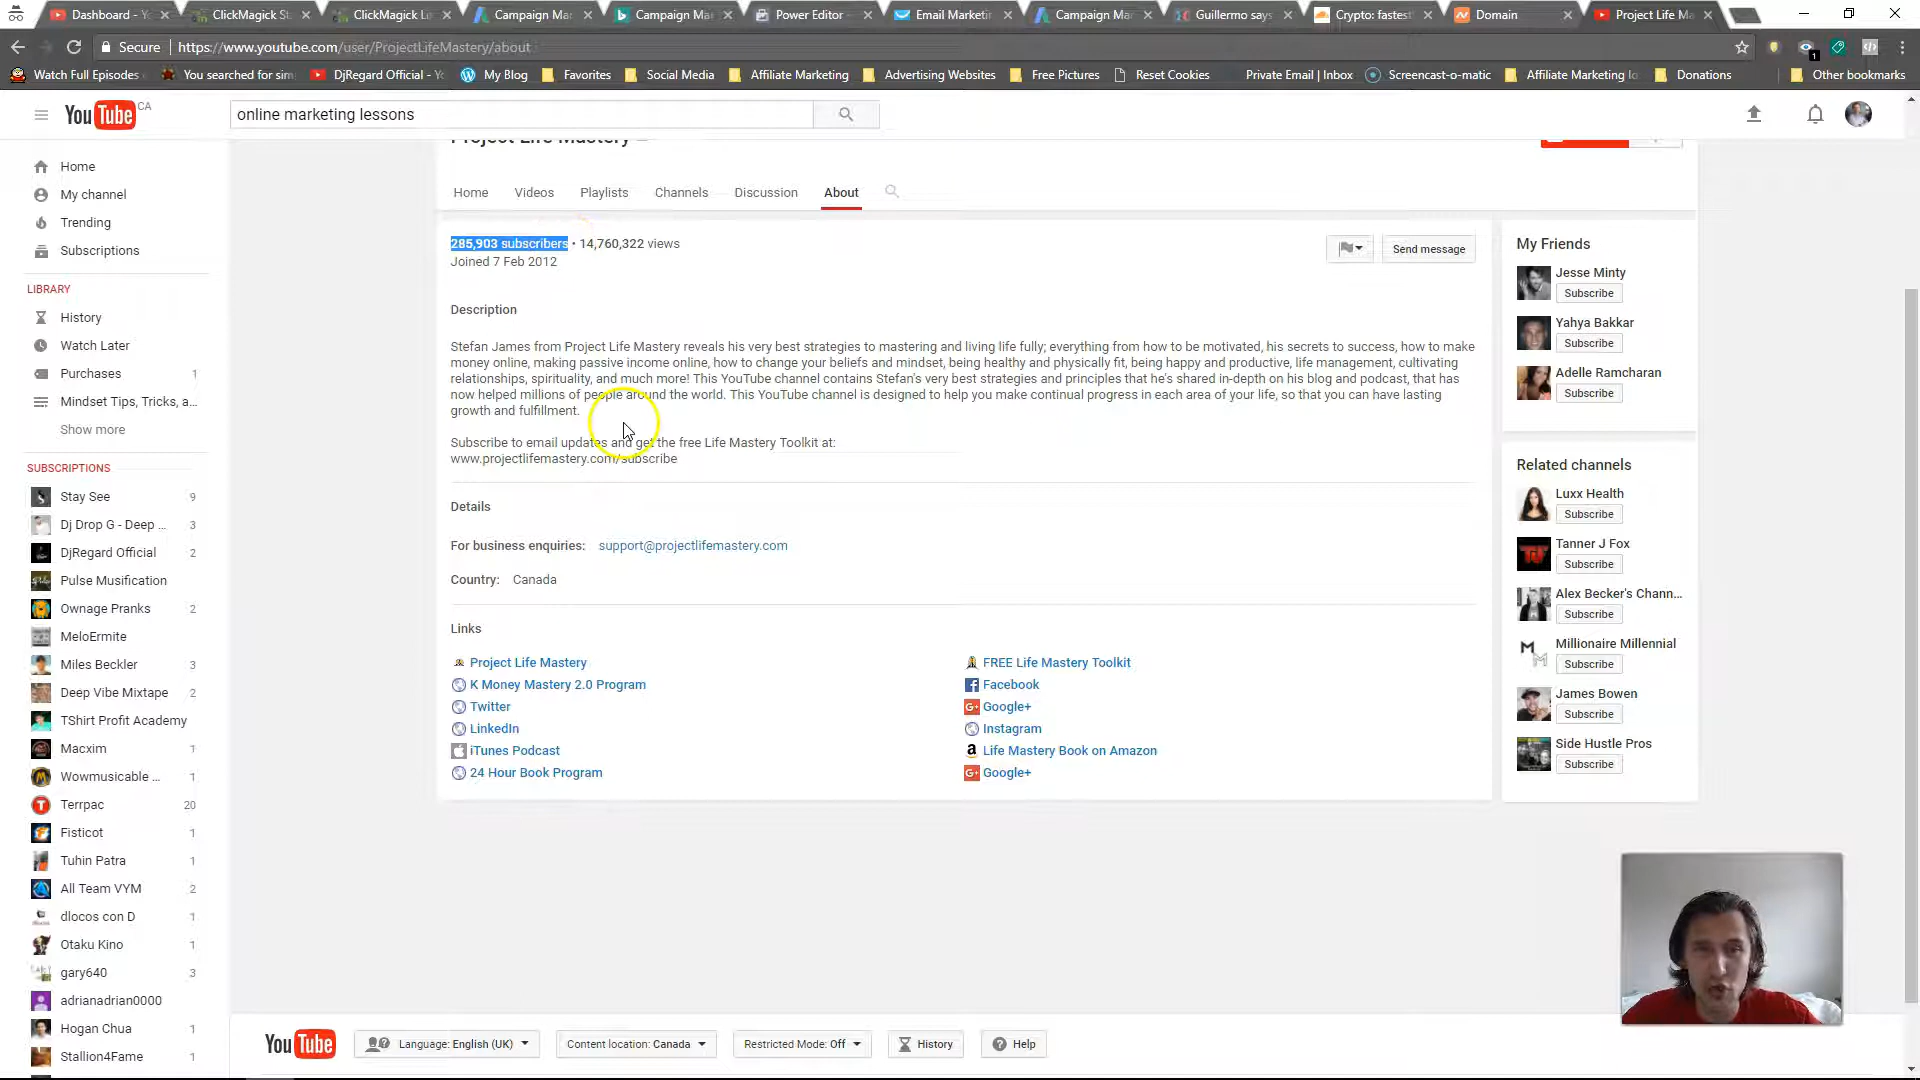 Dashboard - Y
ClickMagick St
ClickMagick Li
Campaign Mar
Campaign Ma
Power Editor -
Email Marketi
Campaign Mar
Guillermo says
Crypto: fastest
Domain
Project Life Ma
Secure
https://www.youtube.com/user/ProjectLifeMastery/about
1
Watch Full Episodes
You searched for sim
DjRegard Official - Yo
My Blog
Favorites
Social Media
Affiliate Marketing
Advertising Websites
Free Pictures
Reset Cookies
Private Email | Inbox
Screencast-o-matic
Affiliate Marketing Id
Donations
Other bookmarks
YouTube CA
online marketing lessons
Project Life Mastery
Home
My channel
Trending
Subscriptions
LIBRARY
History
Watch Later
Purchases 1
Mindset Tips, Tricks, a...
Show more
SUBSCRIPTIONS
Stay See 9
Dj Drop G - Deep ... 3
DjRegard Official 2
Pulse Musification
Ownage Pranks 2
MeloErmite
Miles Beckler 3
Deep Vibe Mixtape 2
TShirt Profit Academy
Macxim 1
Wowmusicable ... 1
Terrpac 20
Fisticot 1
Tuhin Patra 1
All Team VYM 2
dlocos con D 1
Otaku Kino 1
gary640 3
adrianadrian0000
Hogan Chua 1
Stallion4Fame 1
Home Videos Playlists Channels Discussion About
285,903 subscribers • 14,760,322 views
Joined 7 Feb 2012
Send message
Description
Stefan James from Project Life Mastery reveals his very best strategies to mastering and living life fully; everything from how to be motivated, his secrets to success, how to make
money online, making passive income online, how to change your beliefs and mindset, being healthy and physically fit, being happy and productive, life management, cultivating
relationships, spirituality, and much more! This YouTube channel contains Stefan's very best strategies and principles that he's shared in-depth on his blog and podcast, that has
now helped millions of people around the world. This YouTube channel is designed to help you make continual progress in each area of your life, so that you can have lasting
growth and fulfillment.
Subscribe to email updates and get the free Life Mastery Toolkit at:
www.projectlifemastery.com/subscribe
Details
For business enquiries: support@projectlifemastery.com
Country: Canada
Links
Project Life Mastery
FREE Life Mastery Toolkit
K Money Mastery 2.0 Program
Facebook
Twitter
Google+
LinkedIn
Instagram
iTunes Podcast
Life Mastery Book on Amazon
24 Hour Book Program
Google+
My Friends
Jesse Minty
Subscribe
Yahya Bakkar
Subscribe
Adelle Ramcharan
Subscribe
Related channels
Luxx Health
Subscribe
Tanner J Fox
Subscribe
Alex Becker's Chann...
Subscribe
Millionaire Millennial
Subscribe
James Bowen
Subscribe
Side Hustle Pros
Subscribe
YouTube
Language: English (UK)
Content location: Canada
Restricted Mode: Off
History
Help